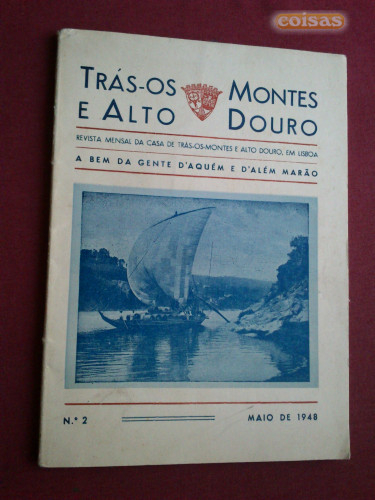 coisas
TRÁS-OS MONTES
E ALTO DOURO
REVISTA MENSAL DA CASA DE TRÁS-OS-MONTES E ALTO DOURO, EM LISBOA
A BEM DA GENTE D'AQUÉM E D'ALÉM MARÃO
N.º 2 MAIO DE 1948